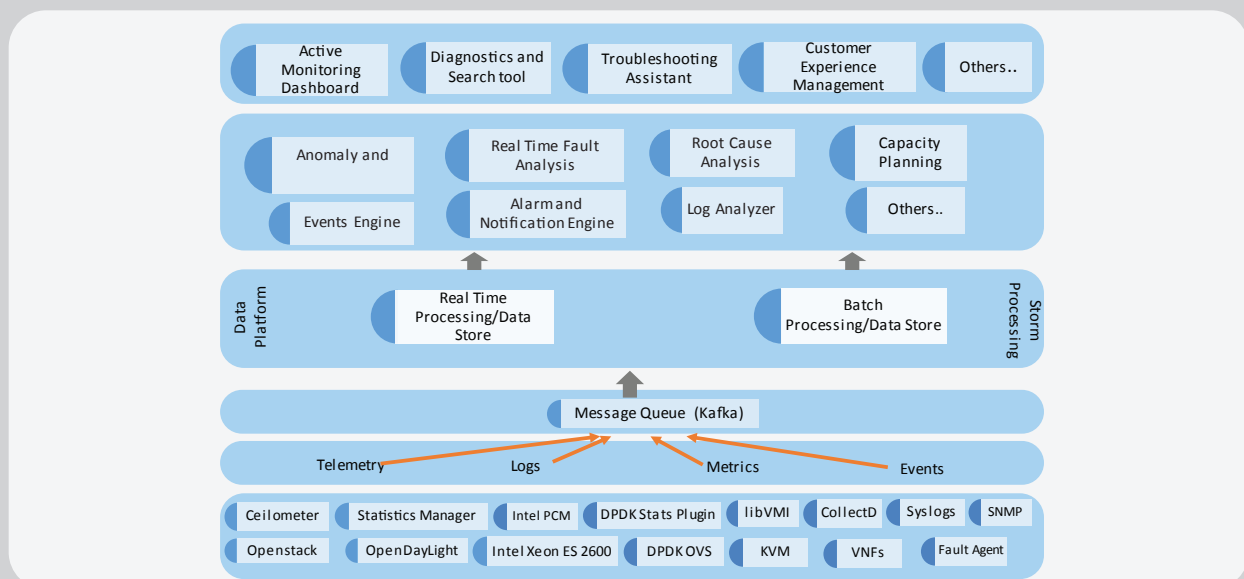 Active
Monitoring
Dashboard
Diagnostics and
Search tool
Troubleshooting
Assistant
Customer
Experience
Management
Others..
Anomaly and
Real Time Fault
Analysis
Root Cause
Analysis
Capacity
Planning
Events Engine
Alarm and
Notification Engine
Log Analyzer
Others..
Data
Platform
Real Time
Processing/Data
Store
Batch
Processing/Data Store
Storm
Processing
Message Queue (Kafka)
Telemetry
Logs
Metrics
Events
Ceilometer
Statistics Manager
Intel PCM
DPDK Stats Plugin
libVMI
CollectD
Syslogs
SNMP
Openstack
OpenDayLight
Intel Xeon ES 2600
DPDK OVS
KVM
VNFs
Fault Agent